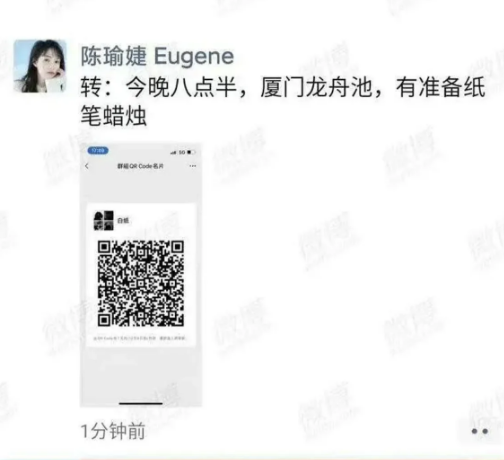 陈瑜婕 Eugene
转：今晚八点半，厦门龙舟池，有准备纸
笔蜡烛
群组QR Code名片
白纸
1分钟前
微博